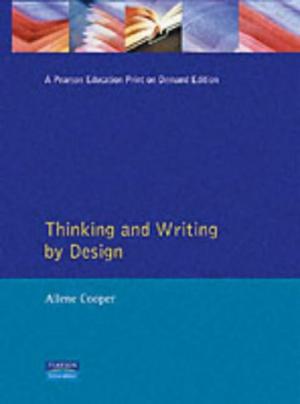 A Pearson Education Print on Demand Edition
Thinking and Writing
by Design
Allene Cooper
PEARSON